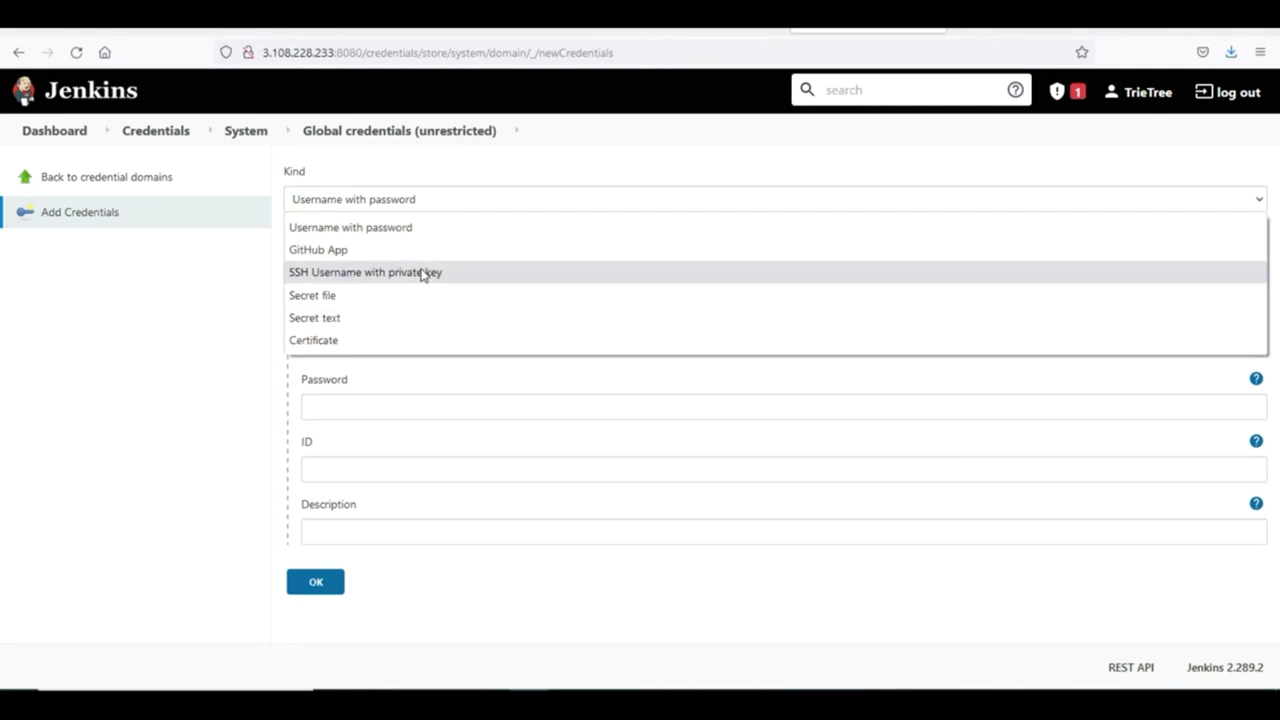 3.108.228.233:8080/credentials/store/system/domain/_/newCredentials
Jenkins
search
1
TrieTree
log out
Dashboard
Credentials
System
Global credentials (unrestricted)
Back to credential domains
Add Credentials
Kind
Username with password
Username with password
GitHub App
SSH Username with private key
Secret file
Secret text
Certificate
Password
ID
Description
OK
REST API
Jenkins 2.289.2